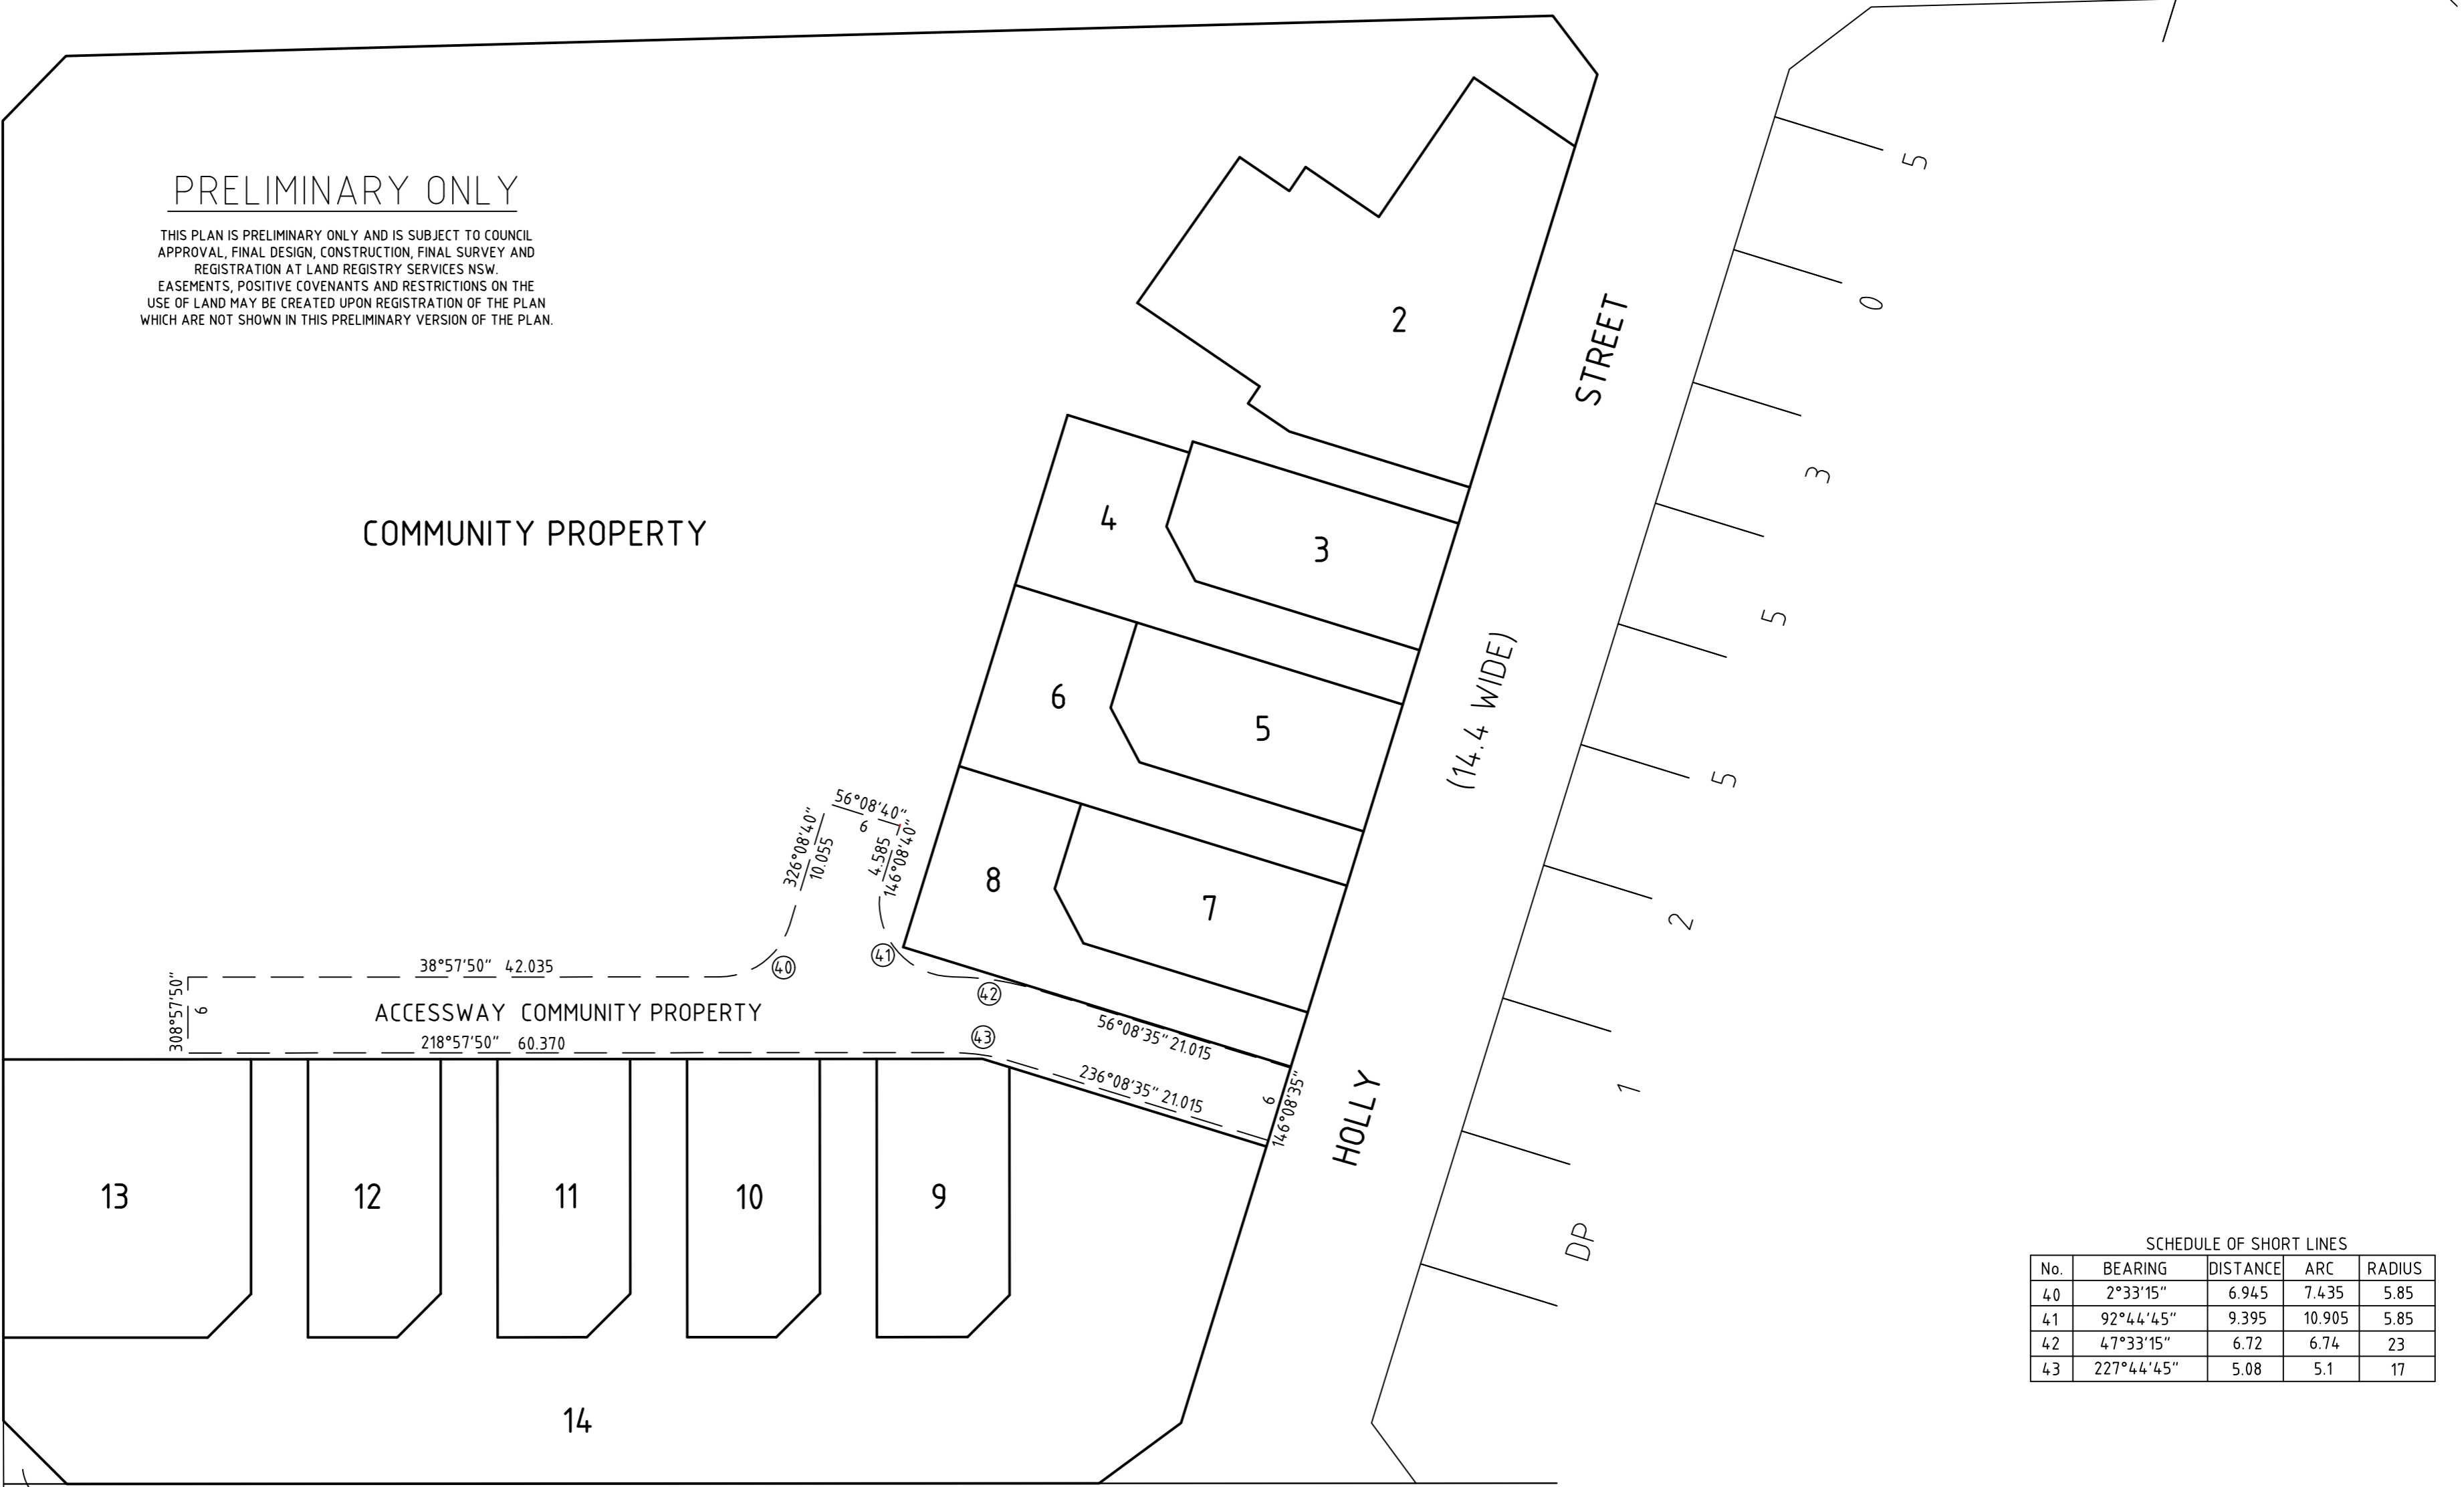 PRELIMINARY ONLY
THIS PLAN IS PRELIMINARY ONLY AND IS SUBJECT TO COUNCIL
APPROVAL, FINAL DESIGN, CONSTRUCTION, FINAL SURVEY AND
REGISTRATION AT LAND REGISTRY SERVICES NSW.
EASEMENTS, POSITIVE COVENANTS AND RESTRICTIONS ON THE
USE OF LAND MAY BE CREATED UPON REGISTRATION OF THE PLAN
WHICH ARE NOT SHOWN IN THIS PRELIMINARY VERSION OF THE PLAN.
COMMUNITY PROPERTY
2
4
3
6
5
8
7
56°08'40"
6
326°08'40"
10.055
4.585
146°08'40"
40
41
42
43
38°57'50" 42.035
308°57'50"
6
ACCESSWAY COMMUNITY PROPERTY
218°57'50" 60.370
56°08'35" 21.015
236°08'35" 21.015
6
146°08'35"
13
12
11
10
9
14
HOLLY STREET
(14.4 WIDE)
DP 1255305
SCHEDULE OF SHORT LINES
No. BEARING DISTANCE ARC RADIUS
40 2°33'15" 6.945 7.435 5.85
41 92°44'45" 9.395 10.905 5.85
42 47°33'15" 6.72 6.74 23
43 227°44'45" 5.08 5.1 17